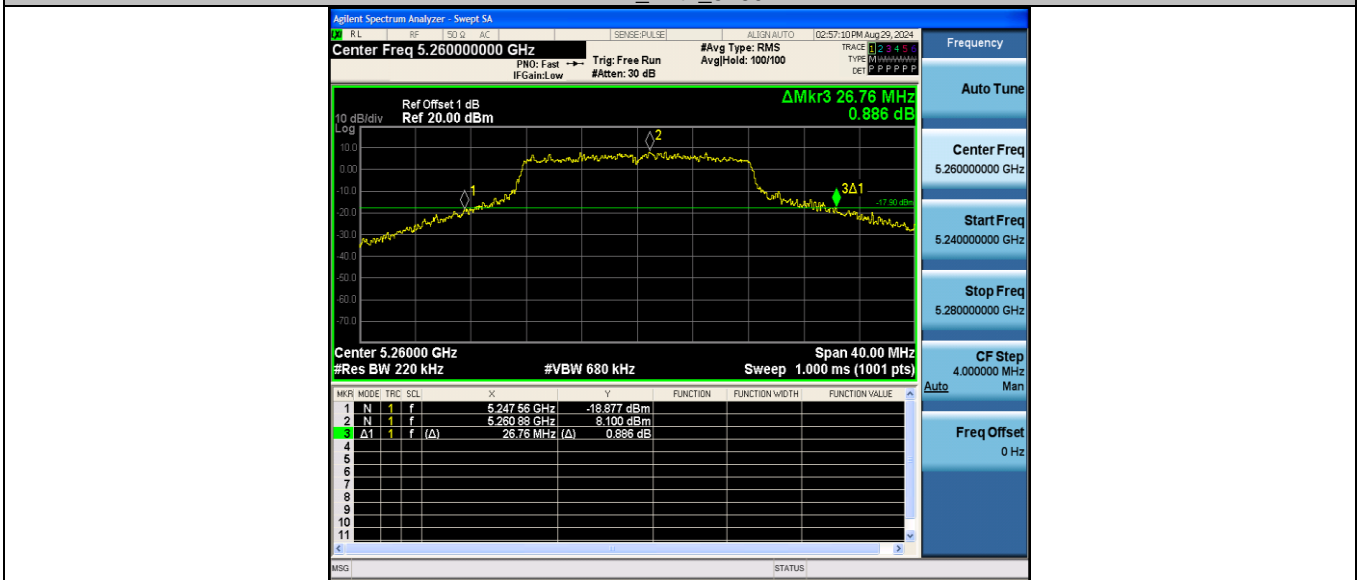 Agilent Spectrum Analyzer - Swept SA
RL RF 50 Ω AC SENSE:PULSE ALIGN AUTO 02:57:10 PM Aug 29, 2024
Center Freq 5.260000000 GHz
PNO: Fast
IFGain:Low
Trig: Free Run
#Atten: 30 dB
#Avg Type: RMS
Avg|Hold: 100/100
TRACE 1 2 3 4 5 6
TYPE M
DET P P P P P P
ΔMkr3 26.76 MHz
0.886 dB
Ref Offset 1 dB
10 dB/div Ref 20.00 dBm
Log
10.0
0.00
-10.0
-20.0
-30.0
-40.0
-50.0
-60.0
-70.0
1
2
3Δ1
-17.90 dBm
Center 5.26000 GHz Span 40.00 MHz
#Res BW 220 kHz #VBW 680 kHz Sweep 1.000 ms (1001 pts)
MKR MODE TRC SCL X Y FUNCTION FUNCTION WIDTH FUNCTION VALUE
1 N 1 f 5.247 56 GHz -18.877 dBm
2 N 1 f 5.260 88 GHz 8.100 dBm
3 Δ1 1 f (Δ) 26.76 MHz (Δ) 0.886 dB
4
5
6
7
8
9
10
11
MSG STATUS
Frequency
Auto Tune
Center Freq
5.260000000 GHz
Start Freq
5.240000000 GHz
Stop Freq
5.280000000 GHz
CF Step
4.000000 MHz
Auto Man
Freq Offset
0 Hz